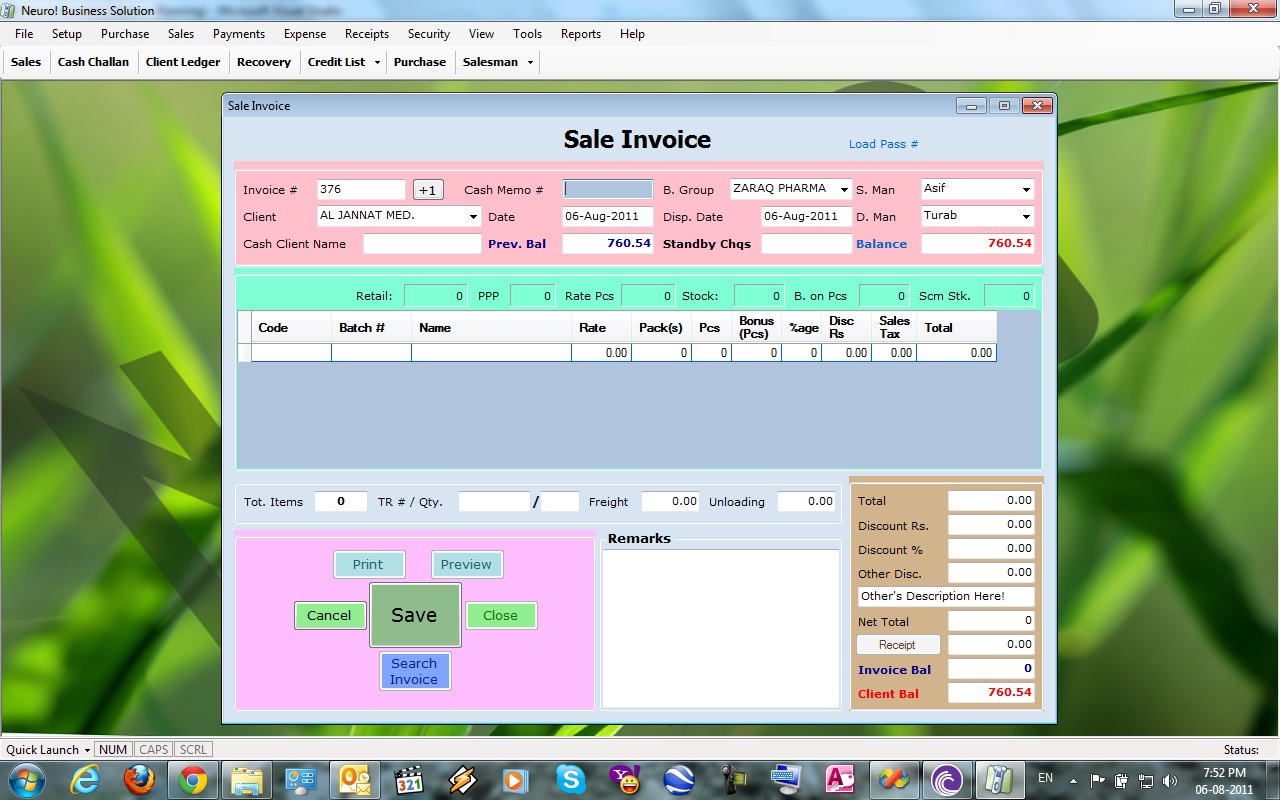 Neuro! Business Solution
File Setup Purchase Sales Payments Expense Receipts Security View Tools Reports Help
Sales Cash Challan Client Ledger Recovery Credit List Purchase Salesman
Sale Invoice
Sale Invoice
Load Pass #
Invoice # 376 +1 Cash Memo # B. Group ZARAQ PHARMA S. Man Asif
Client AL JANNAT MED. Date 06-Aug-2011 Disp. Date 06-Aug-2011 D. Man Turab
Cash Client Name Prev. Bal 760.54 Standby Chqs Balance 760.54
Retail: 0 PPP 0 Rate Pcs 0 Stock: 0 B. on Pcs 0 Scm Stk. 0
Code Batch # Name Rate Pack(s) Pcs Bonus (Pcs) %age Disc Rs Sales Tax Total
0.00 0 0 0 0 0.00 0.00 0.00
Tot. Items 0 TR # / Qty. / Freight 0.00 Unloading 0.00
Print Preview
Cancel Save Close
Search
Invoice
Remarks
Total 0.00
Discount Rs. 0.00
Discount % 0.00
Other Disc. 0.00
Other's Description Here!
Net Total 0
Receipt 0.00
Invoice Bal 0
Client Bal 760.54
Quick Launch NUM CAPS SCRL Status:
321 EN 7:52 PM
06-08-2011